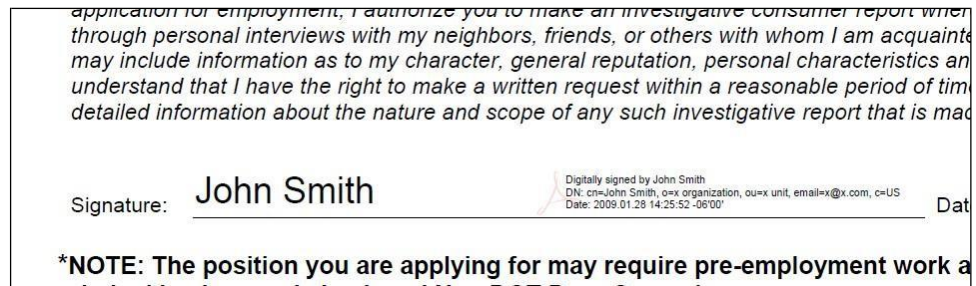 application for employment, I authorize you to make an investigative consumer report
through personal interviews with my neighbors, friends, or others with whom I am
may include information as to my character, general reputation, personal characteristics
understand that I have the right to make a written request within a reasonable period of
detailed information about the nature and scope of any such investigative report that is
Signature: John Smith
Digitally signed by John Smith
DN: cn=John Smith, o=x organization, ou=x unit, email=x@x.com, c=US
Date: 2009.01.28 14:25:52 -06'00'
Dat
*NOTE: The position you are applying for may require pre-employment work a